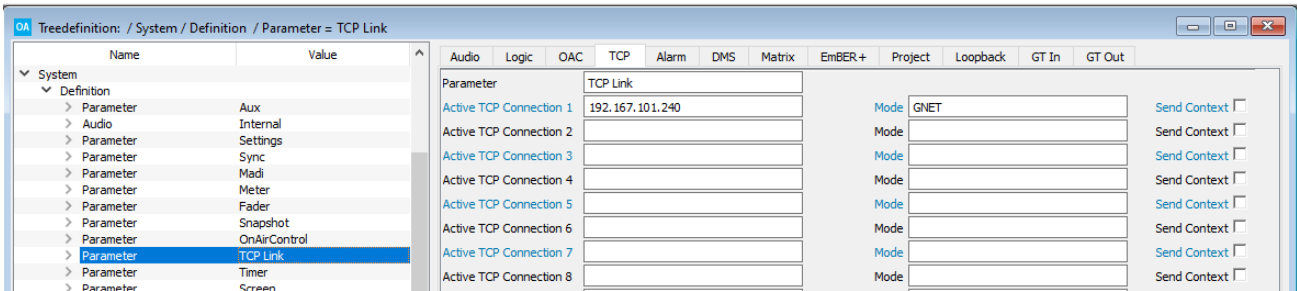 OA Treedefinition: / System / Definition / Parameter = TCP Link
Name Value
System
Definition
Parameter Aux
Audio Internal
Parameter Settings
Parameter Sync
Parameter Madi
Parameter Meter
Parameter Fader
Parameter Snapshot
Parameter OnAirControl
Parameter TCP Link
Parameter Timer
Parameter Screen
Audio Logic OAC TCP Alarm DMS Matrix EmBER+ Project Loopback GT In GT Out
Parameter TCP Link
Active TCP Connection 1 192.167.101.240 Mode GNET Send Context
Active TCP Connection 2 Mode Send Context
Active TCP Connection 3 Mode Send Context
Active TCP Connection 4 Mode Send Context
Active TCP Connection 5 Mode Send Context
Active TCP Connection 6 Mode Send Context
Active TCP Connection 7 Mode Send Context
Active TCP Connection 8 Mode Send Context